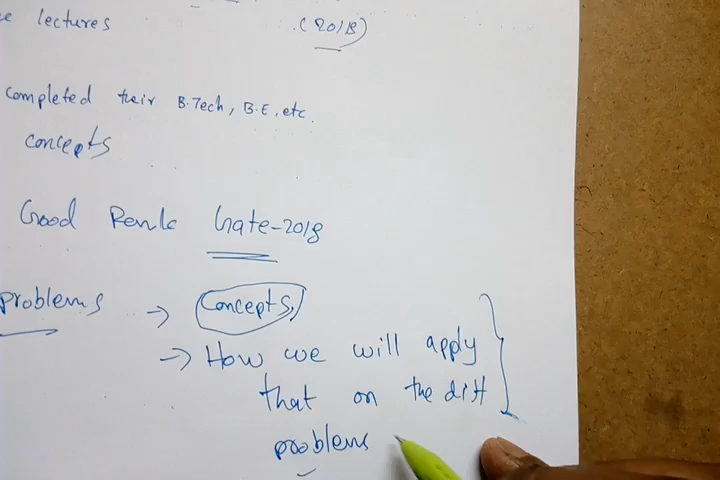 lectures (2018)
completed their B.Tech, B.E, etc.
concepts
Good Rank Gate-2018
problems → Concepts,
→ How we will apply
that on the diff
problems